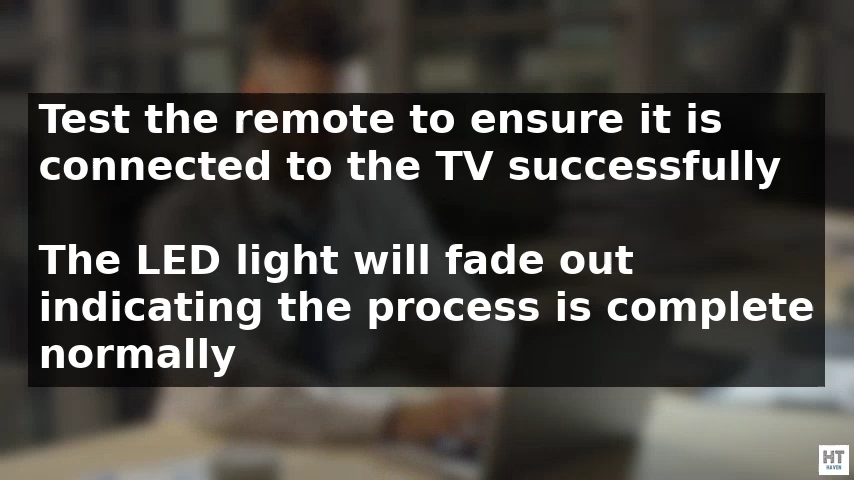 Test the remote to ensure it is
connected to the TV successfully
The LED light will fade out
indicating the process is complete
normally
HT
HAVEN